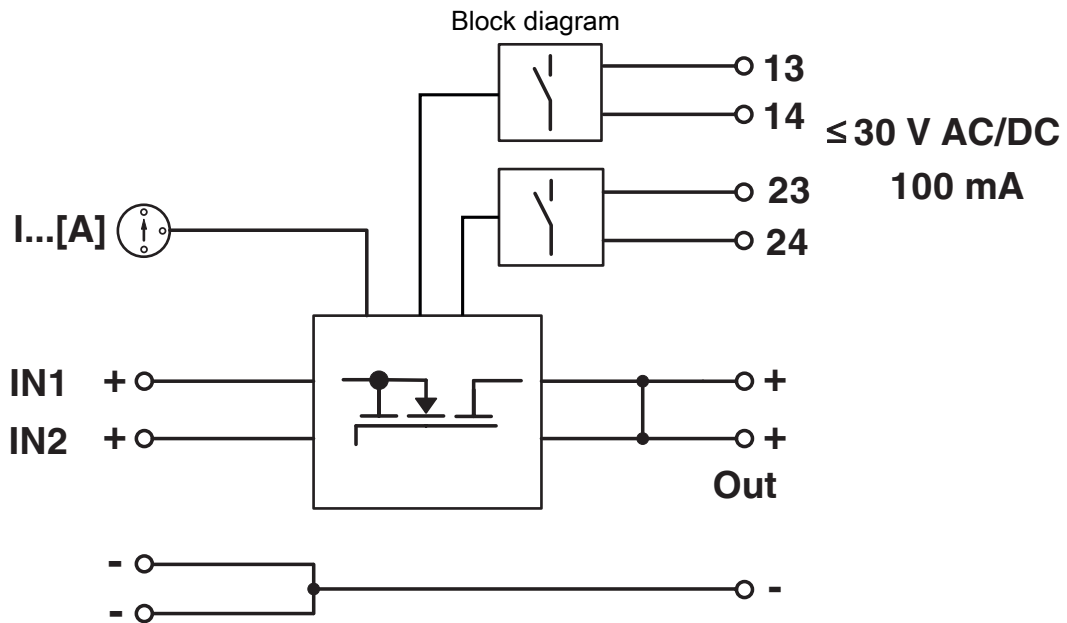 Block diagram
13
14
≤ 30 V AC/DC
100 mA
23
24
I...[A]
IN1 +
+
IN2 +
+
Out
-
-
-